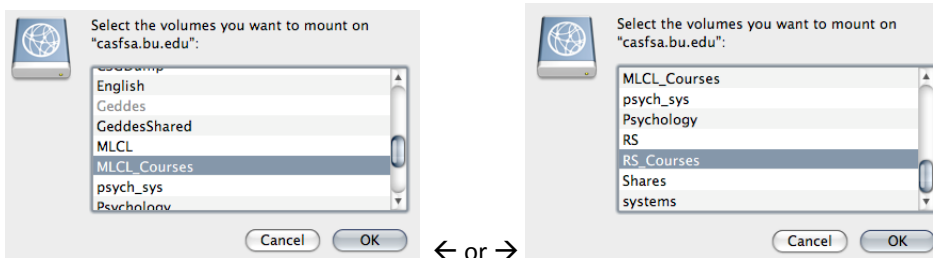 Select the volumes you want to mount on
"casfsa.bu.edu":
CSGDump
English
Geddes
GeddesShared
MLCL
MLCL_Courses
psych_sys
Psychology
Cancel
OK
← or →
Select the volumes you want to mount on
"casfsa.bu.edu":
MLCL_Courses
psych_sys
Psychology
RS
RS_Courses
Shares
systems
Cancel
OK